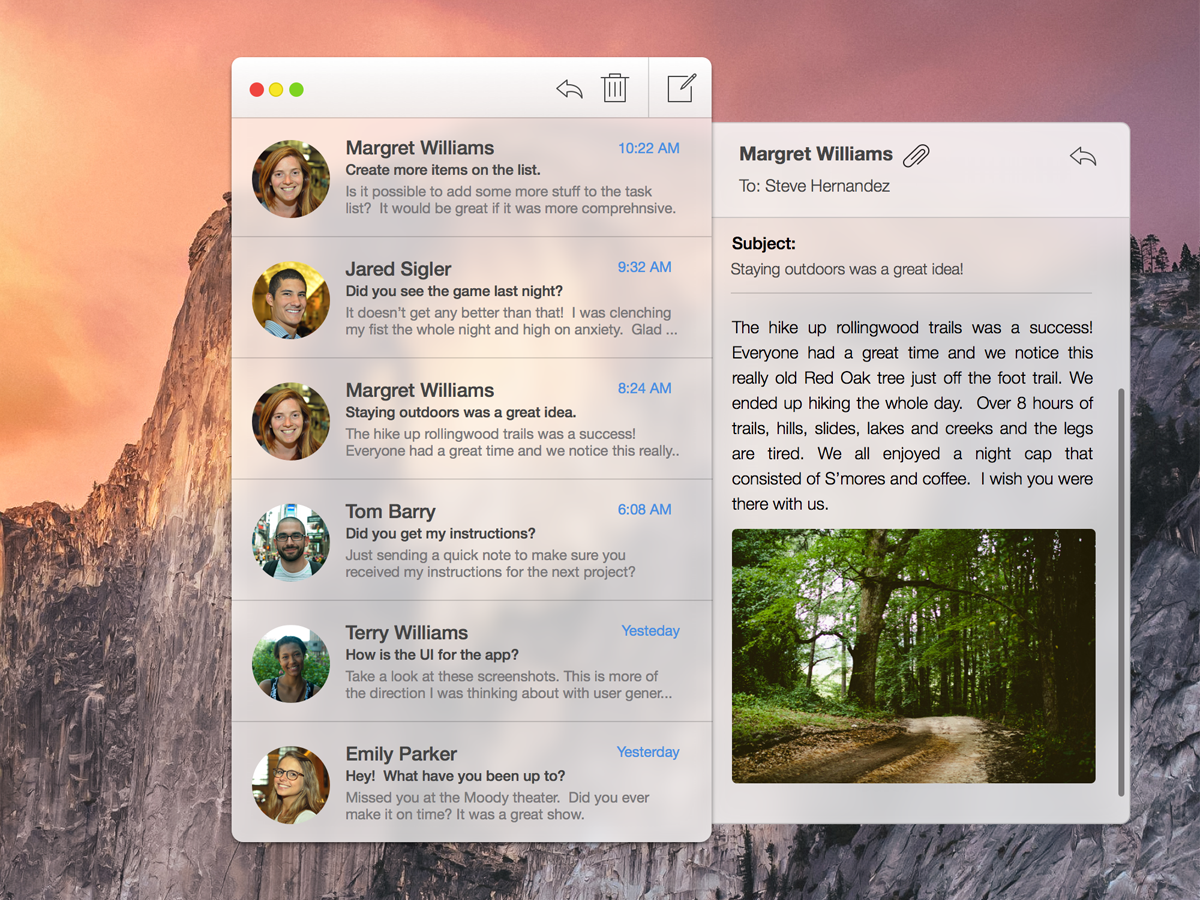 Margret Williams 10:22 AM
Create more items on the list.
Is it possible to add some more stuff to the task
list?  It would be great if it was more comprehnsive.
Jared Sigler 9:32 AM
Did you see the game last night?
It doesn't get any better than that!  I was clenching
my fist the whole night and high on anxiety.  Glad ...
Margret Williams 8:24 AM
Staying outdoors was a great idea.
The hike up rollingwood trails was a success!
Everyone had a great time and we notice this really..
Tom Barry 6:08 AM
Did you get my instructions?
Just sending a quick note to make sure you
received my instructions for the next project?
Terry Williams Yesteday
How is the UI for the app?
Take a look at these screenshots. This is more of
the direction I was thinking about with user gener...
Emily Parker Yesterday
Hey!  What have you been up to?
Missed you at the Moody theater.  Did you ever
make it on time? It was a great show.
Margret Williams
To: Steve Hernandez
Subject:
Staying outdoors was a great idea!
The hike up rollingwood trails was a success!
Everyone had a great time and we notice this
really old Red Oak tree just off the foot trail. We
ended up hiking the whole day.  Over 8 hours of
trails, hills, slides, lakes and creeks and the legs
are tired. We all enjoyed a night cap that
consisted of S'mores and coffee.  I wish you were
there with us.